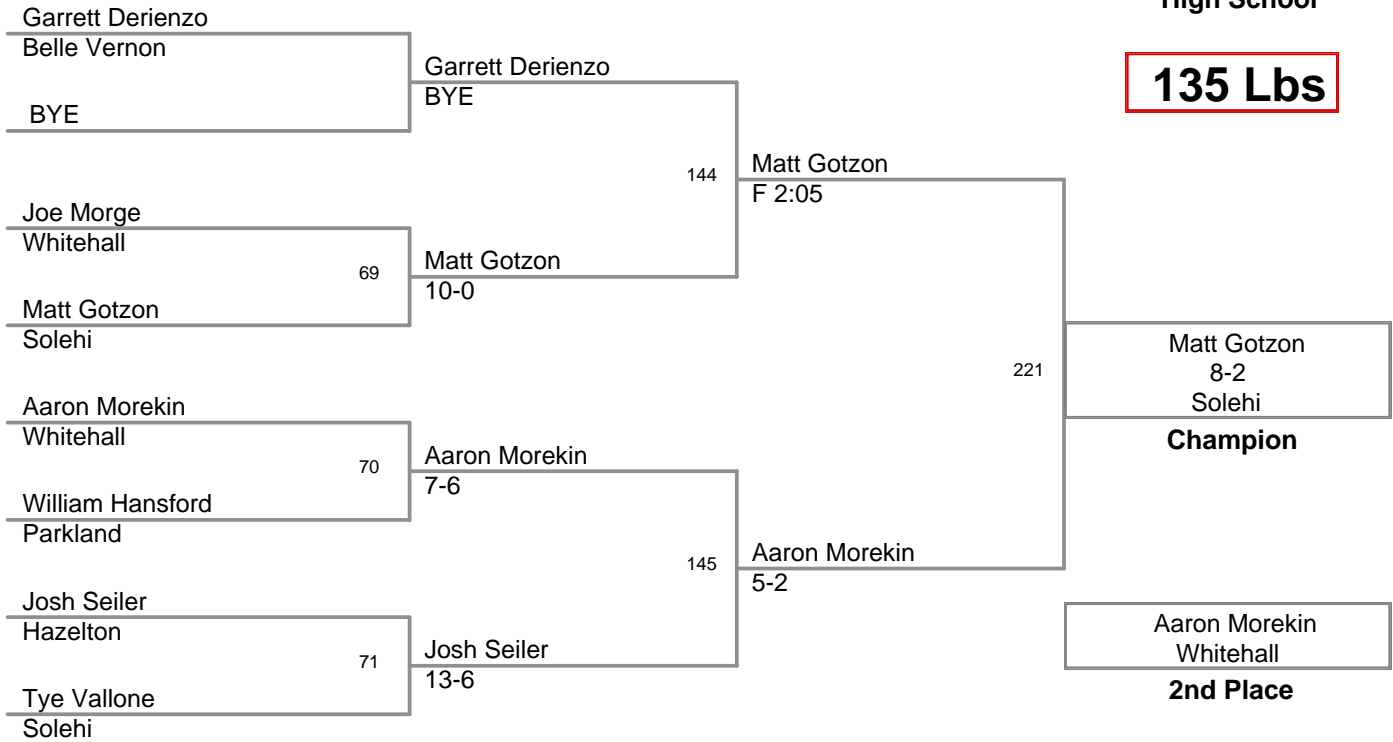 High School
135 Lbs
Garrett Derienzo
Belle Vernon
BYE
Joe Morge
Whitehall
69
Matt Gotzon
Solehi
Aaron Morekin
Whitehall
70
William Hansford
Parkland
Josh Seiler
Hazelton
71
Tye Vallone
Solehi
Garrett Derienzo
BYE
144
Matt Gotzon
10-0
Aaron Morekin
7-6
145
Josh Seiler
13-6
Matt Gotzon
F 2:05
221
Aaron Morekin
5-2
Matt Gotzon
8-2
Solehi
Champion
Aaron Morekin
Whitehall
2nd Place